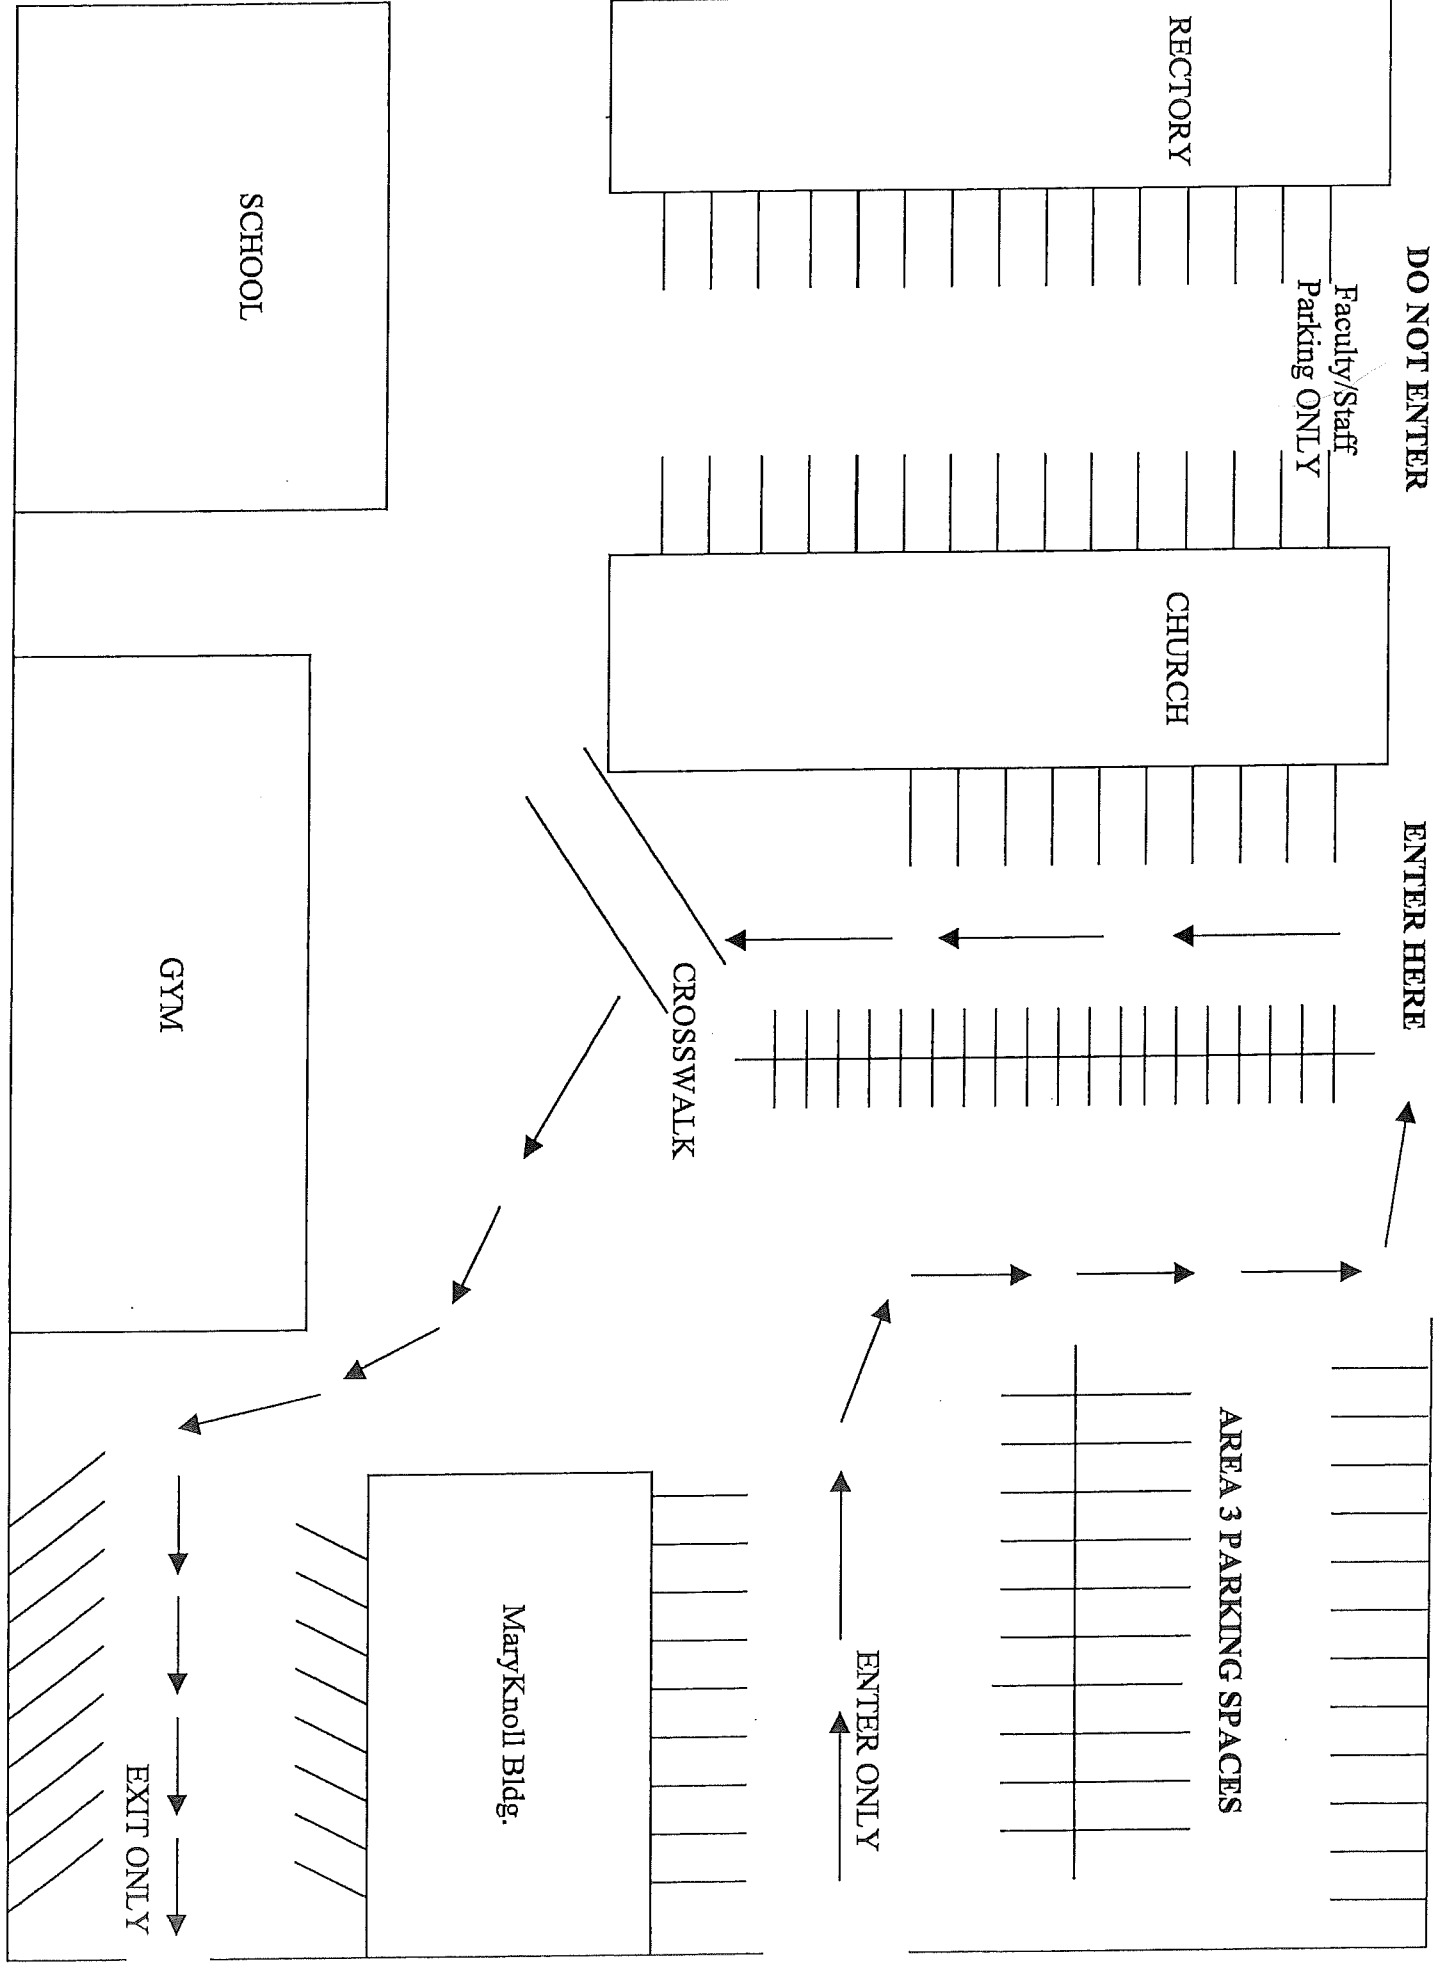 DO NOT ENTER
ENTER HERE
Faculty/Staff
Parking ONLY
RECTORY
CHURCH
AREA 3 PARKING SPACES
ENTER ONLY
CROSSWALK
MaryKnoll Bldg.
SCHOOL
GYM
EXIT ONLY